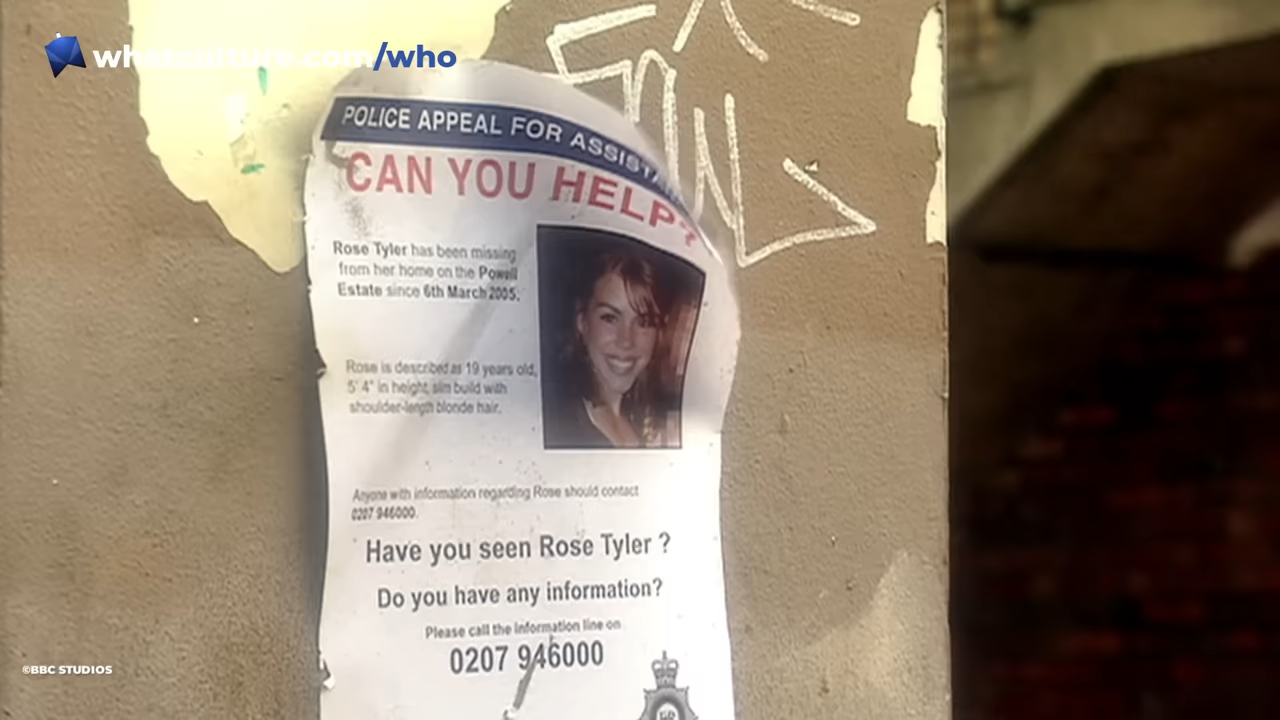 whatculture.com/who
POLICE APPEAL FOR ASSISTA
CAN YOU HELP?
Rose Tyler has been missing
from her home on the Powell
Estate since 6th March 2005.
Rose is described as 19 years old,
5' 4" in height, slim build with
shoulder-length blonde hair.
Anyone with information regarding Rose should contact
0207 946000.
Have you seen Rose Tyler ?
Do you have any information?
Please call the information line on
0207 946000
©BBC STUDIOS